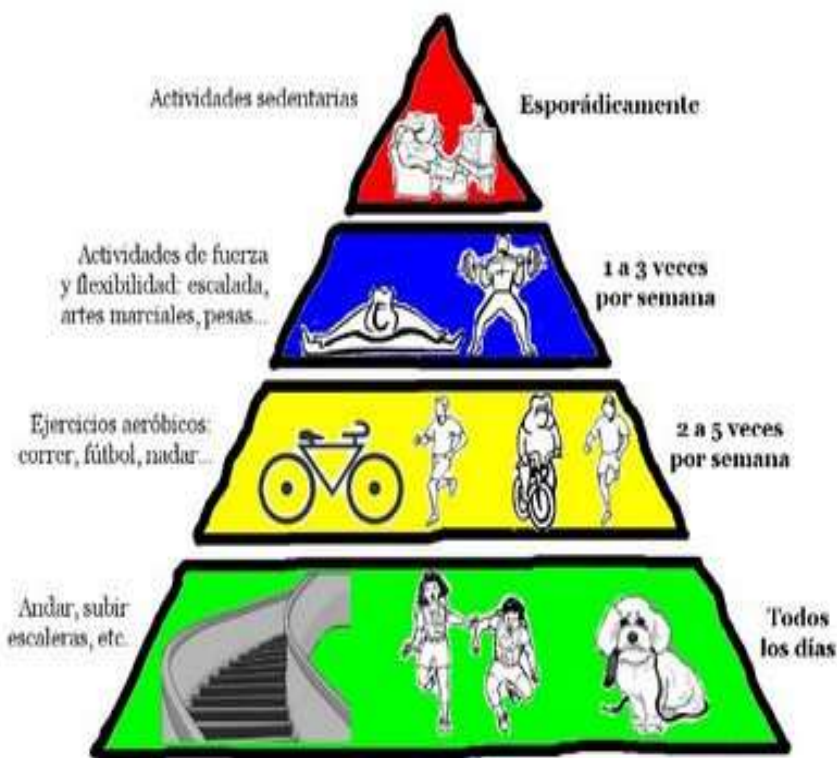 Actividades sedentarias
Esporádicamente
Actividades de fuerza
y flexibilidad: escalada,
artes marciales, pesas...
1 a 3 veces
por semana
Ejercicios aeróbicos:
correr, fútbol, nadar...
2 a 5 veces
por semana
Andar, subir
escaleras, etc.
Todos
los días